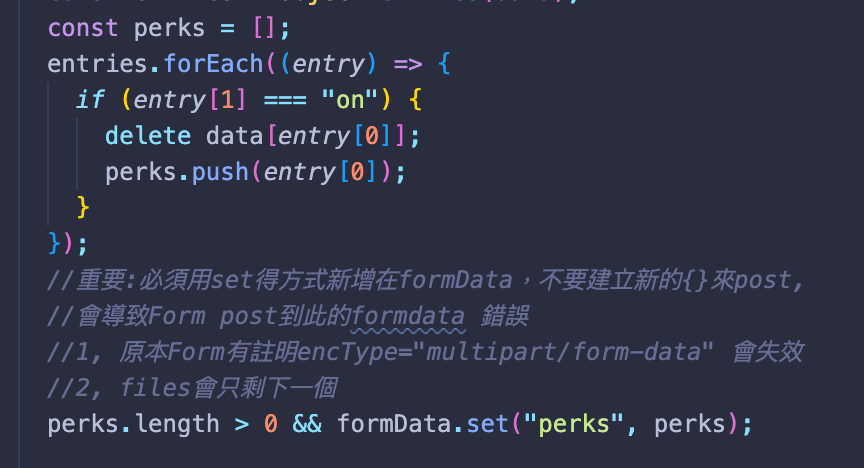 const perks = [];
entries.forEach((entry) => {
if (entry[1] === "on") {
delete data[entry[0]];
perks.push(entry[0]);
}
});
//重要:必須用set得方式新增在formData，不要建立新的{}來post,
//會導致Form post到此的formdata 錯誤
//1, 原本Form有註明encType="multipart/form-data" 會失效
//2, files會只剩下一個
perks.length > 0 && formData.set("perks", perks);